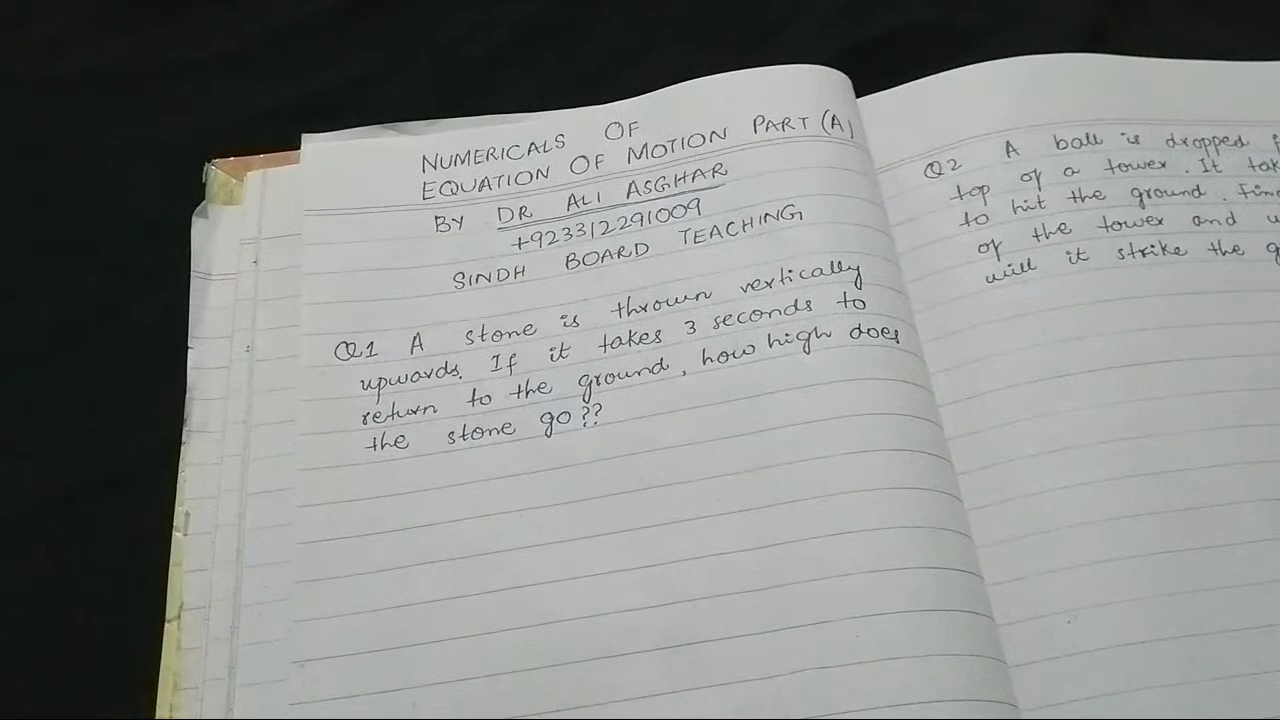 NUMERICALS OF
EQUATION OF MOTION PART (A)
BY DR ALI ASGHAR
+923312291009
SINDH BOARD TEACHING
Q1 A stone is thrown vertically
upwards. If it takes 3 seconds to
return to the ground, how high does
the stone go??
Q2 A ball is dropped
top of a tower. It
to hit the ground.
of the tower and
will it strike the